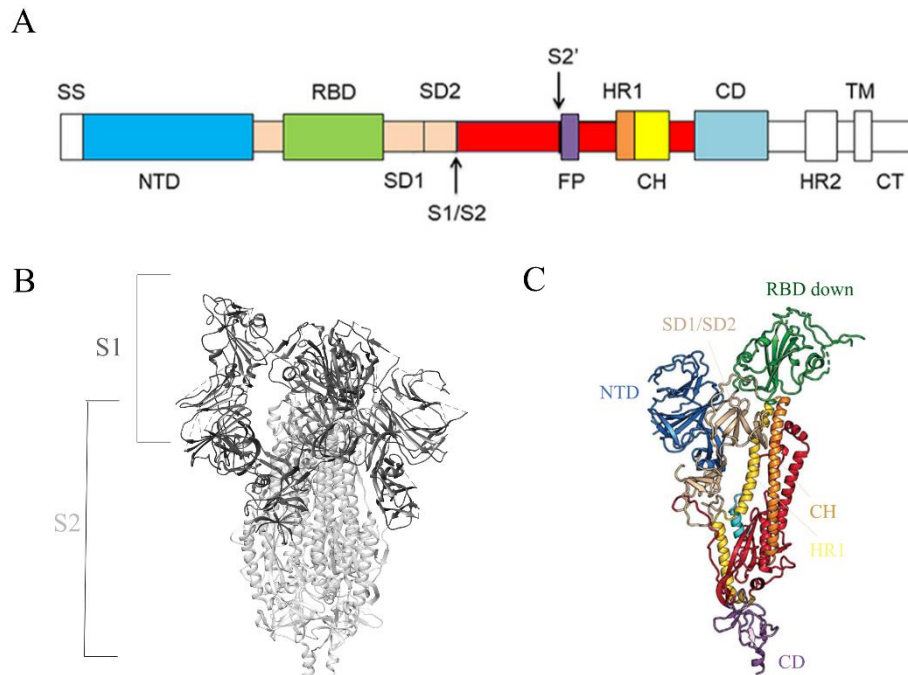 A
S2'
SS RBD SD2 HR1 CD TM
NTD SD1 FP CH HR2 CT
S1/S2
B
S1
S2
C
RBD down
SD1/SD2
NTD
CH
HR1
CD